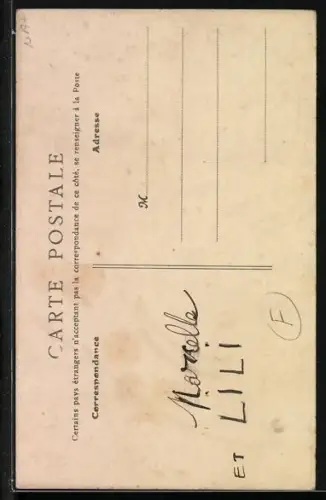 CARTE POSTALE
Certains pays étrangers n'acceptant pas la correspondance de ce côté, se renseigner à la Poste
Correspondance
Adresse
M
Marcelle
ET LILI
(F)